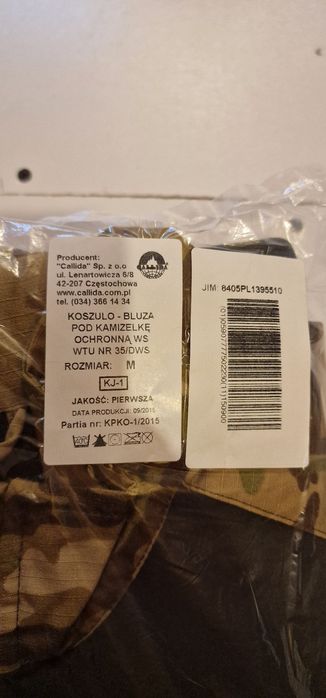 Producent:
"Callida" Sp. z o.o
ul. Lenartowicza 6/8
42-207 Częstochowa
www.callida.com.pl
tel. (034) 366 14 34
KOSZULO - BLUZA
POD KAMIZELKĘ
OCHRONNĄ WS
WTU NR 35/DWS
ROZMIAR: M
KJ-1
JAKOŚĆ: PIERWSZA
DATA PRODUKCJI: 09/2015
Partia nr: KPKO-1/2015
JIM: 8405PL1395510